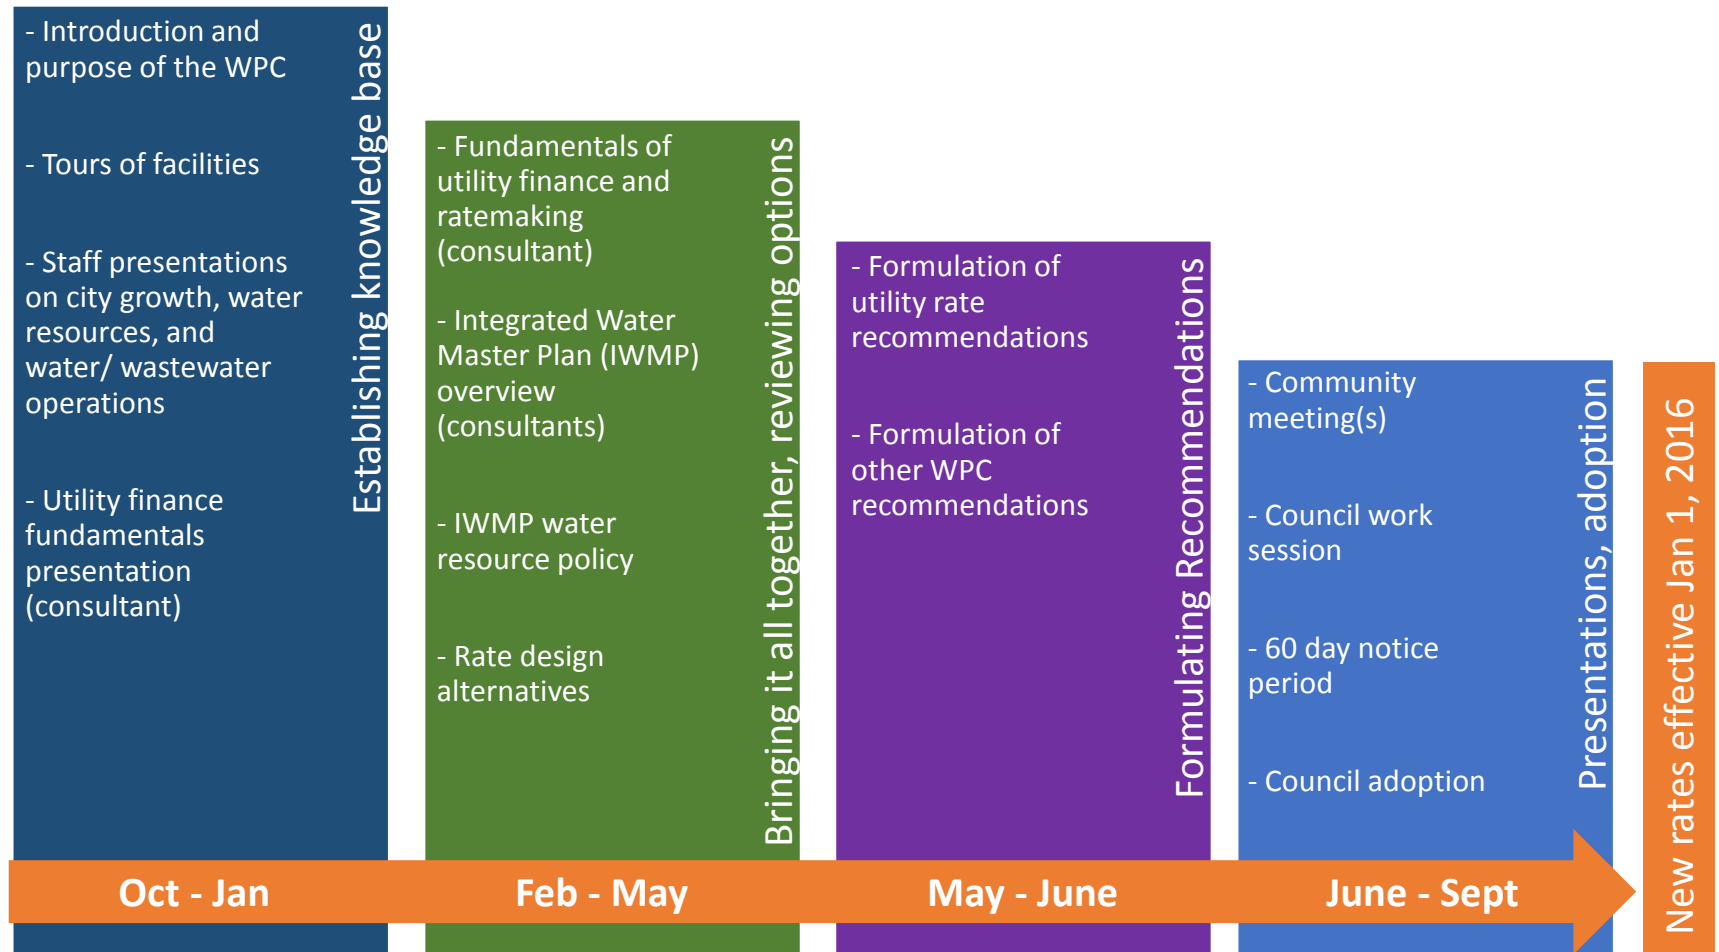 - Introduction and
purpose of the WPC
- Tours of facilities
- Staff presentations
on city growth, water
resources, and
water/ wastewater
operations
- Utility finance
fundamentals
presentation
(consultant)
Establishing knowledge base
- Fundamentals of
utility finance and
ratemaking
(consultant)
- Integrated Water
Master Plan (IWMP)
overview
(consultants)
- IWMP water
resource policy
- Rate design
alternatives
Bringing it all together, reviewing options
- Formulation of
utility rate
recommendations
- Formulation of
other WPC
recommendations
Formulating Recommendations
- Community
meeting(s)
- Council work
session
- 60 day notice
period
- Council adoption
Presentations, adoption
New rates effective Jan 1, 2016
Oct - Jan
Feb - May
May - June
June - Sept